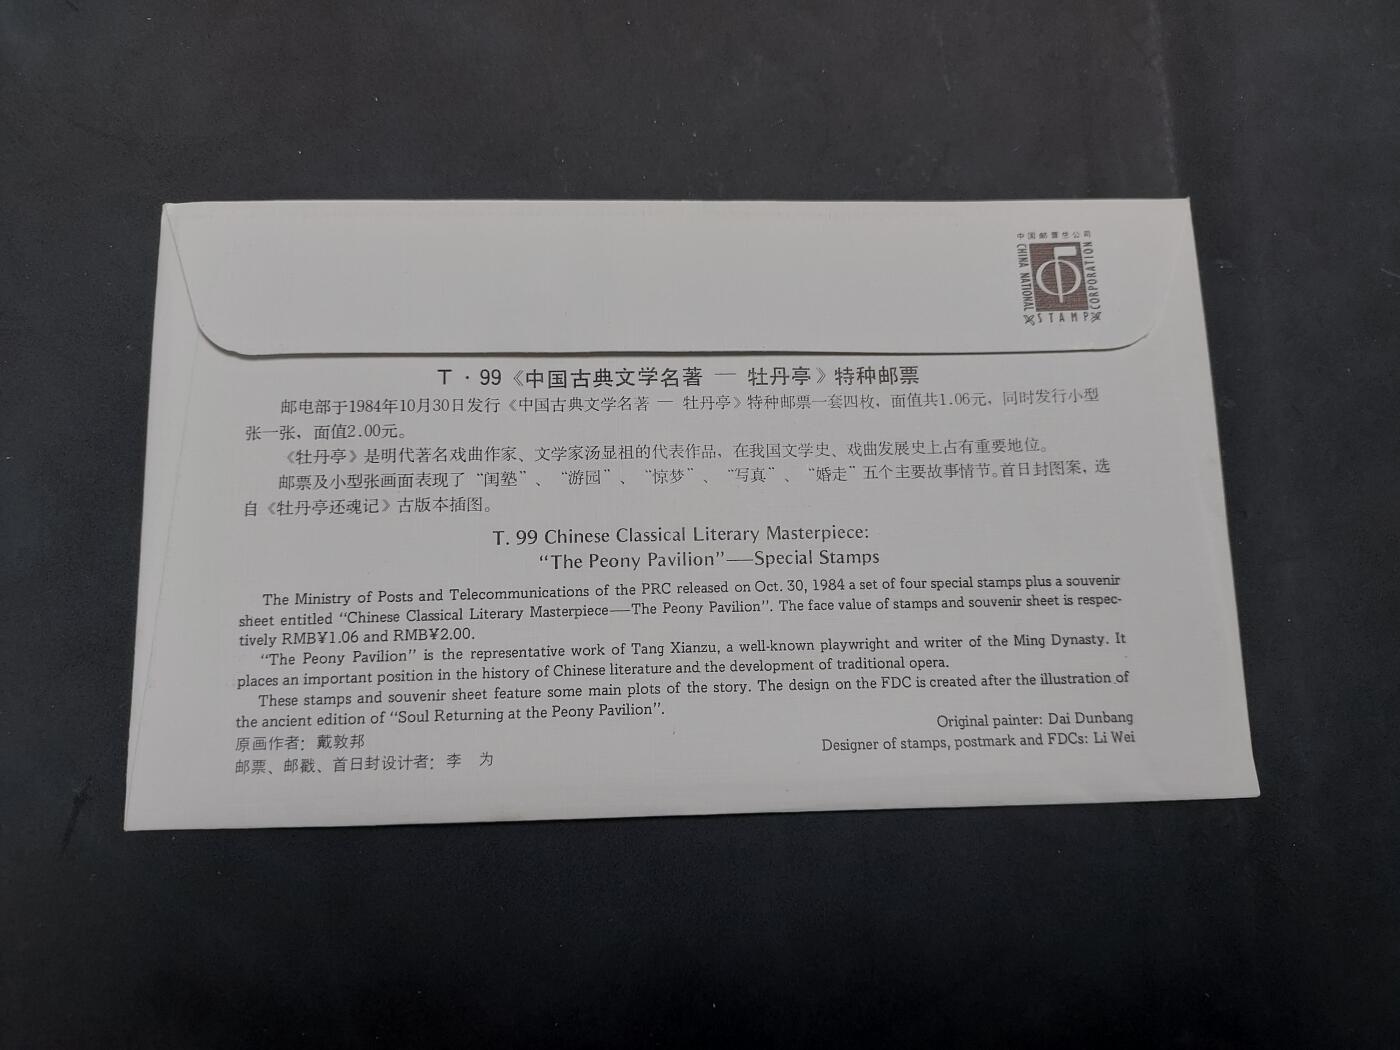 中国邮票总公司
CHINA NATIONAL
STAMP
CORPORATION
T·99《中国古典文学名著 — 牡丹亭》特种邮票
邮电部于1984年10月30日发行《中国古典文学名著 — 牡丹亭》特种邮票一套四枚，面值共1.06元，同时发行小型
张一张，面值2.00元。
《牡丹亭》是明代著名戏曲作家、文学家汤显祖的代表作品，在我国文学史、戏曲发展史上占有重要地位。
邮票及小型张画面表现了“闺塾”、“游园”、“惊梦”、“写真”、“婚走”五个主要故事情节。首日封图案，选
自《牡丹亭还魂记》古版本插图。
T. 99 Chinese Classical Literary Masterpiece:
“The Peony Pavilion”——Special Stamps
The Ministry of Posts and Telecommunications of the PRC released on Oct. 30, 1984 a set of four special stamps plus a souvenir
sheet entitled “Chinese Classical Literary Masterpiece——The Peony Pavilion”. The face value of stamps and souvenir sheet is respec-
tively RMB¥1.06 and RMB¥2.00.
“The Peony Pavilion” is the representative work of Tang Xianzu, a well-known playwright and writer of the Ming Dynasty. It
places an important position in the history of Chinese literature and the development of traditional opera.
These stamps and souvenir sheet feature some main plots of the story. The design on the FDC is created after the illustration of
the ancient edition of “Soul Returning at the Peony Pavilion”.
原画作者：戴敦邦
邮票、邮戳、首日封设计者：李 为
Original painter: Dai Dunbang
Designer of stamps, postmark and FDCs: Li Wei